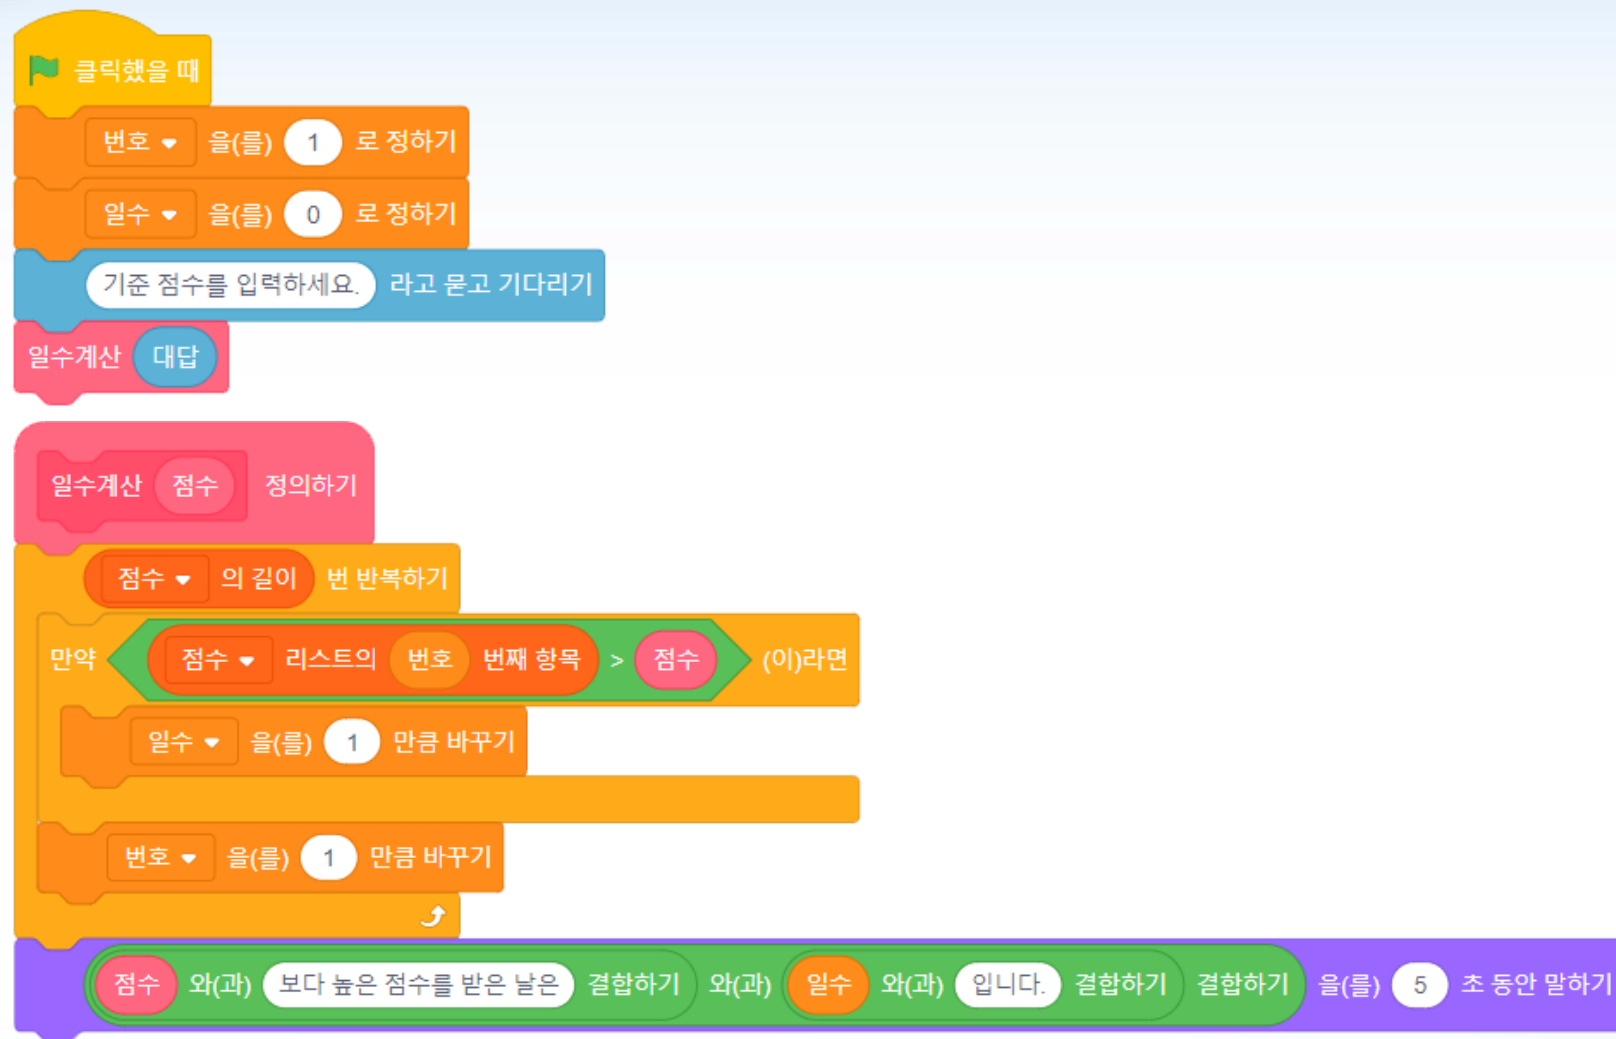 클릭했을 때
번호 을(를) 1 로 정하기
일수 을(를) 0 로 정하기
기준 점수를 입력하세요. 라고 묻고 기다리기
일수계산 대답
일수계산 점수 정의하기
점수 의 길이 번 반복하기
만약 점수 리스트의 번호 번째 항목 > 점수 (이)라면
일수 을(를) 1 만큼 바꾸기
번호 을(를) 1 만큼 바꾸기
점수 와(과) 보다 높은 점수를 받은 날은 결합하기 와(과) 일수 와(과) 입니다. 결합하기 결합하기 을(를) 5 초 동안 말하기